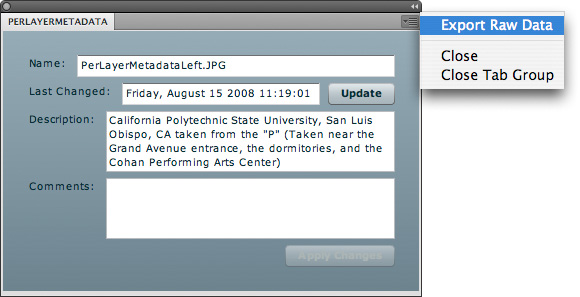 PERLAYERMETADATA
Export Raw Data
Close
Close Tab Group
Name: PerLayerMetadataLeft.JPG
Last Changed: Friday, August 15 2008 11:19:01 Update
Description: California Polytechnic State University, San Luis
Obispo, CA taken from the "P" (Taken near the
Grand Avenue entrance, the dormitories, and the
Cohan Performing Arts Center)
Comments:
Apply Changes